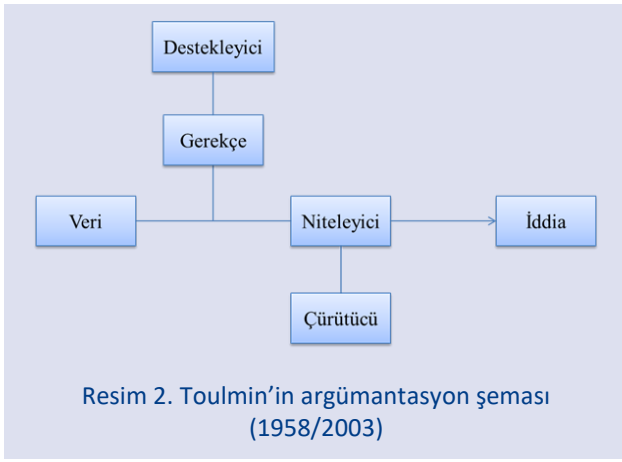 Destekleyici
Gerekçe
Veri
Niteleyici
İddia
Çürütücü
Resim 2. Toulmin’in argümantasyon şeması
(1958/2003)